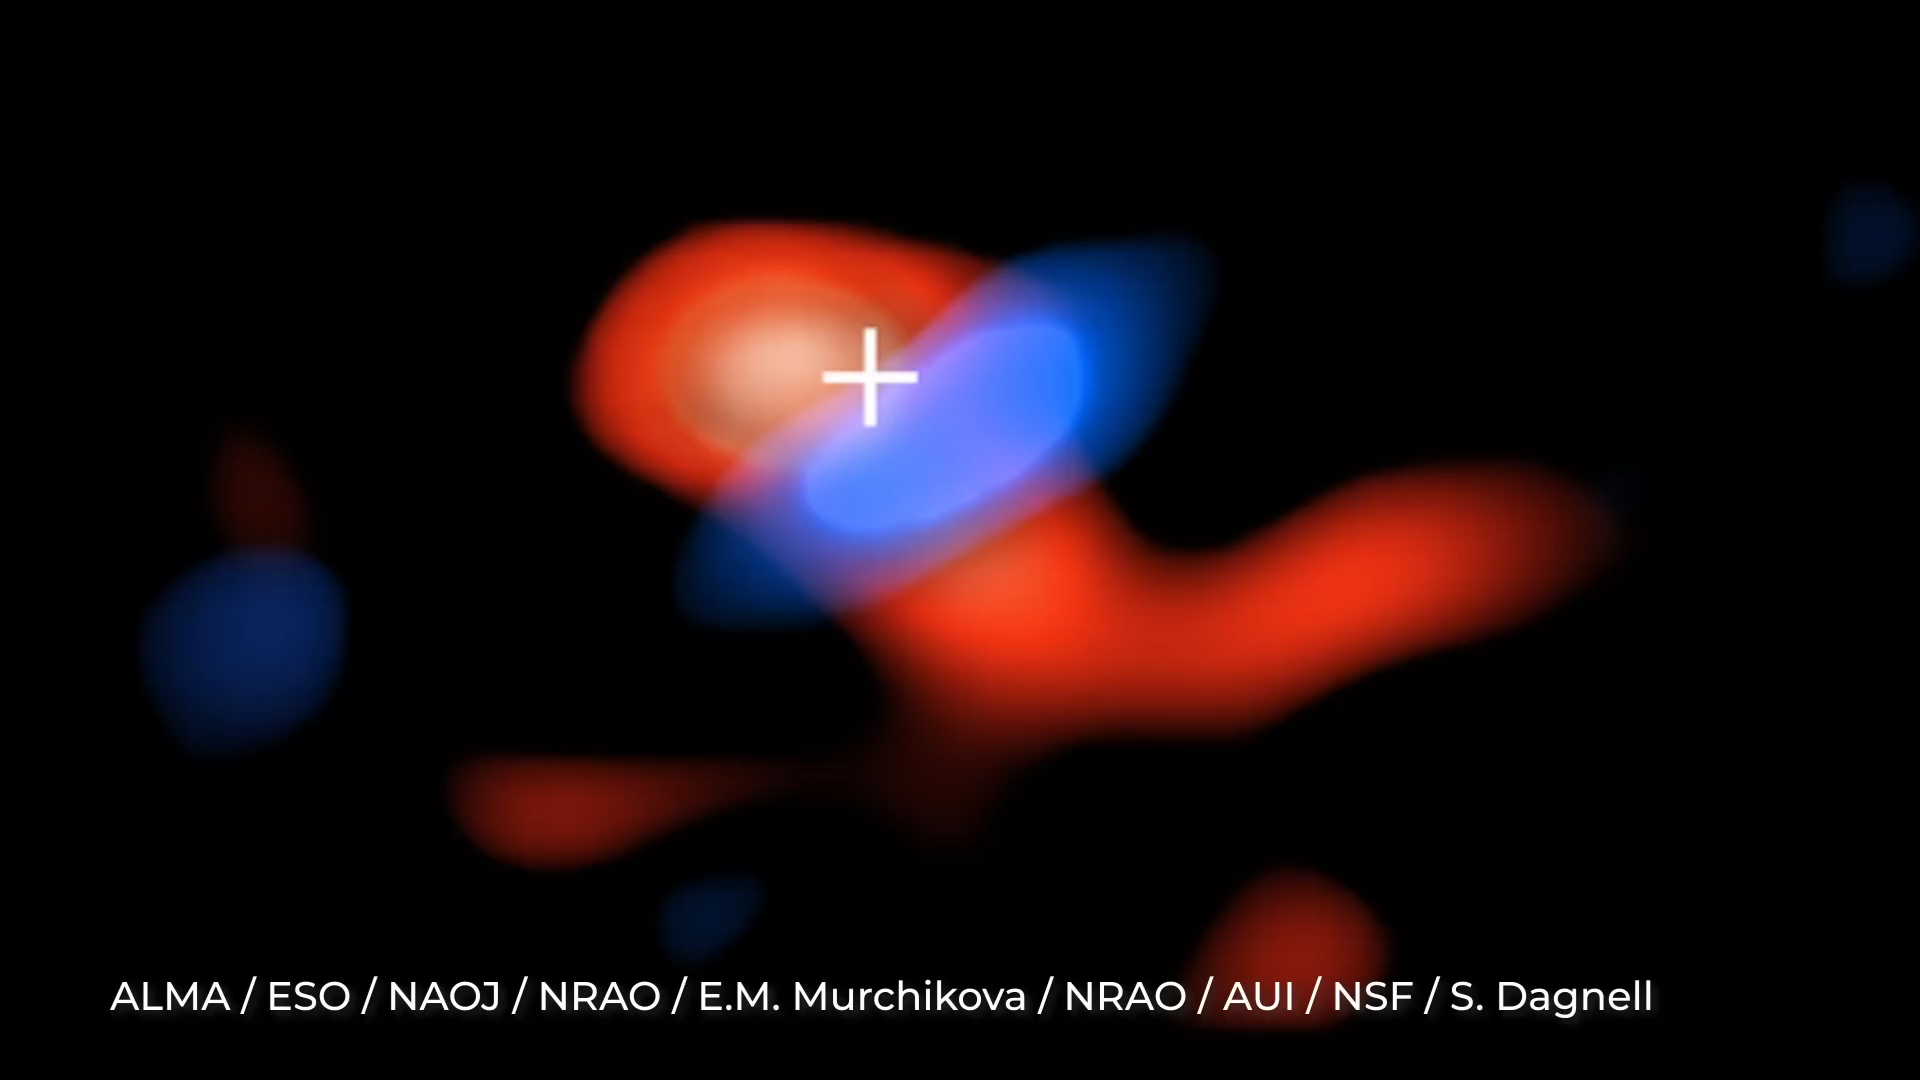 ALMA / ESO / NAOJ / NRAO / E.M. Murchikova / NRAO / AUI / NSF / S. Dagnell